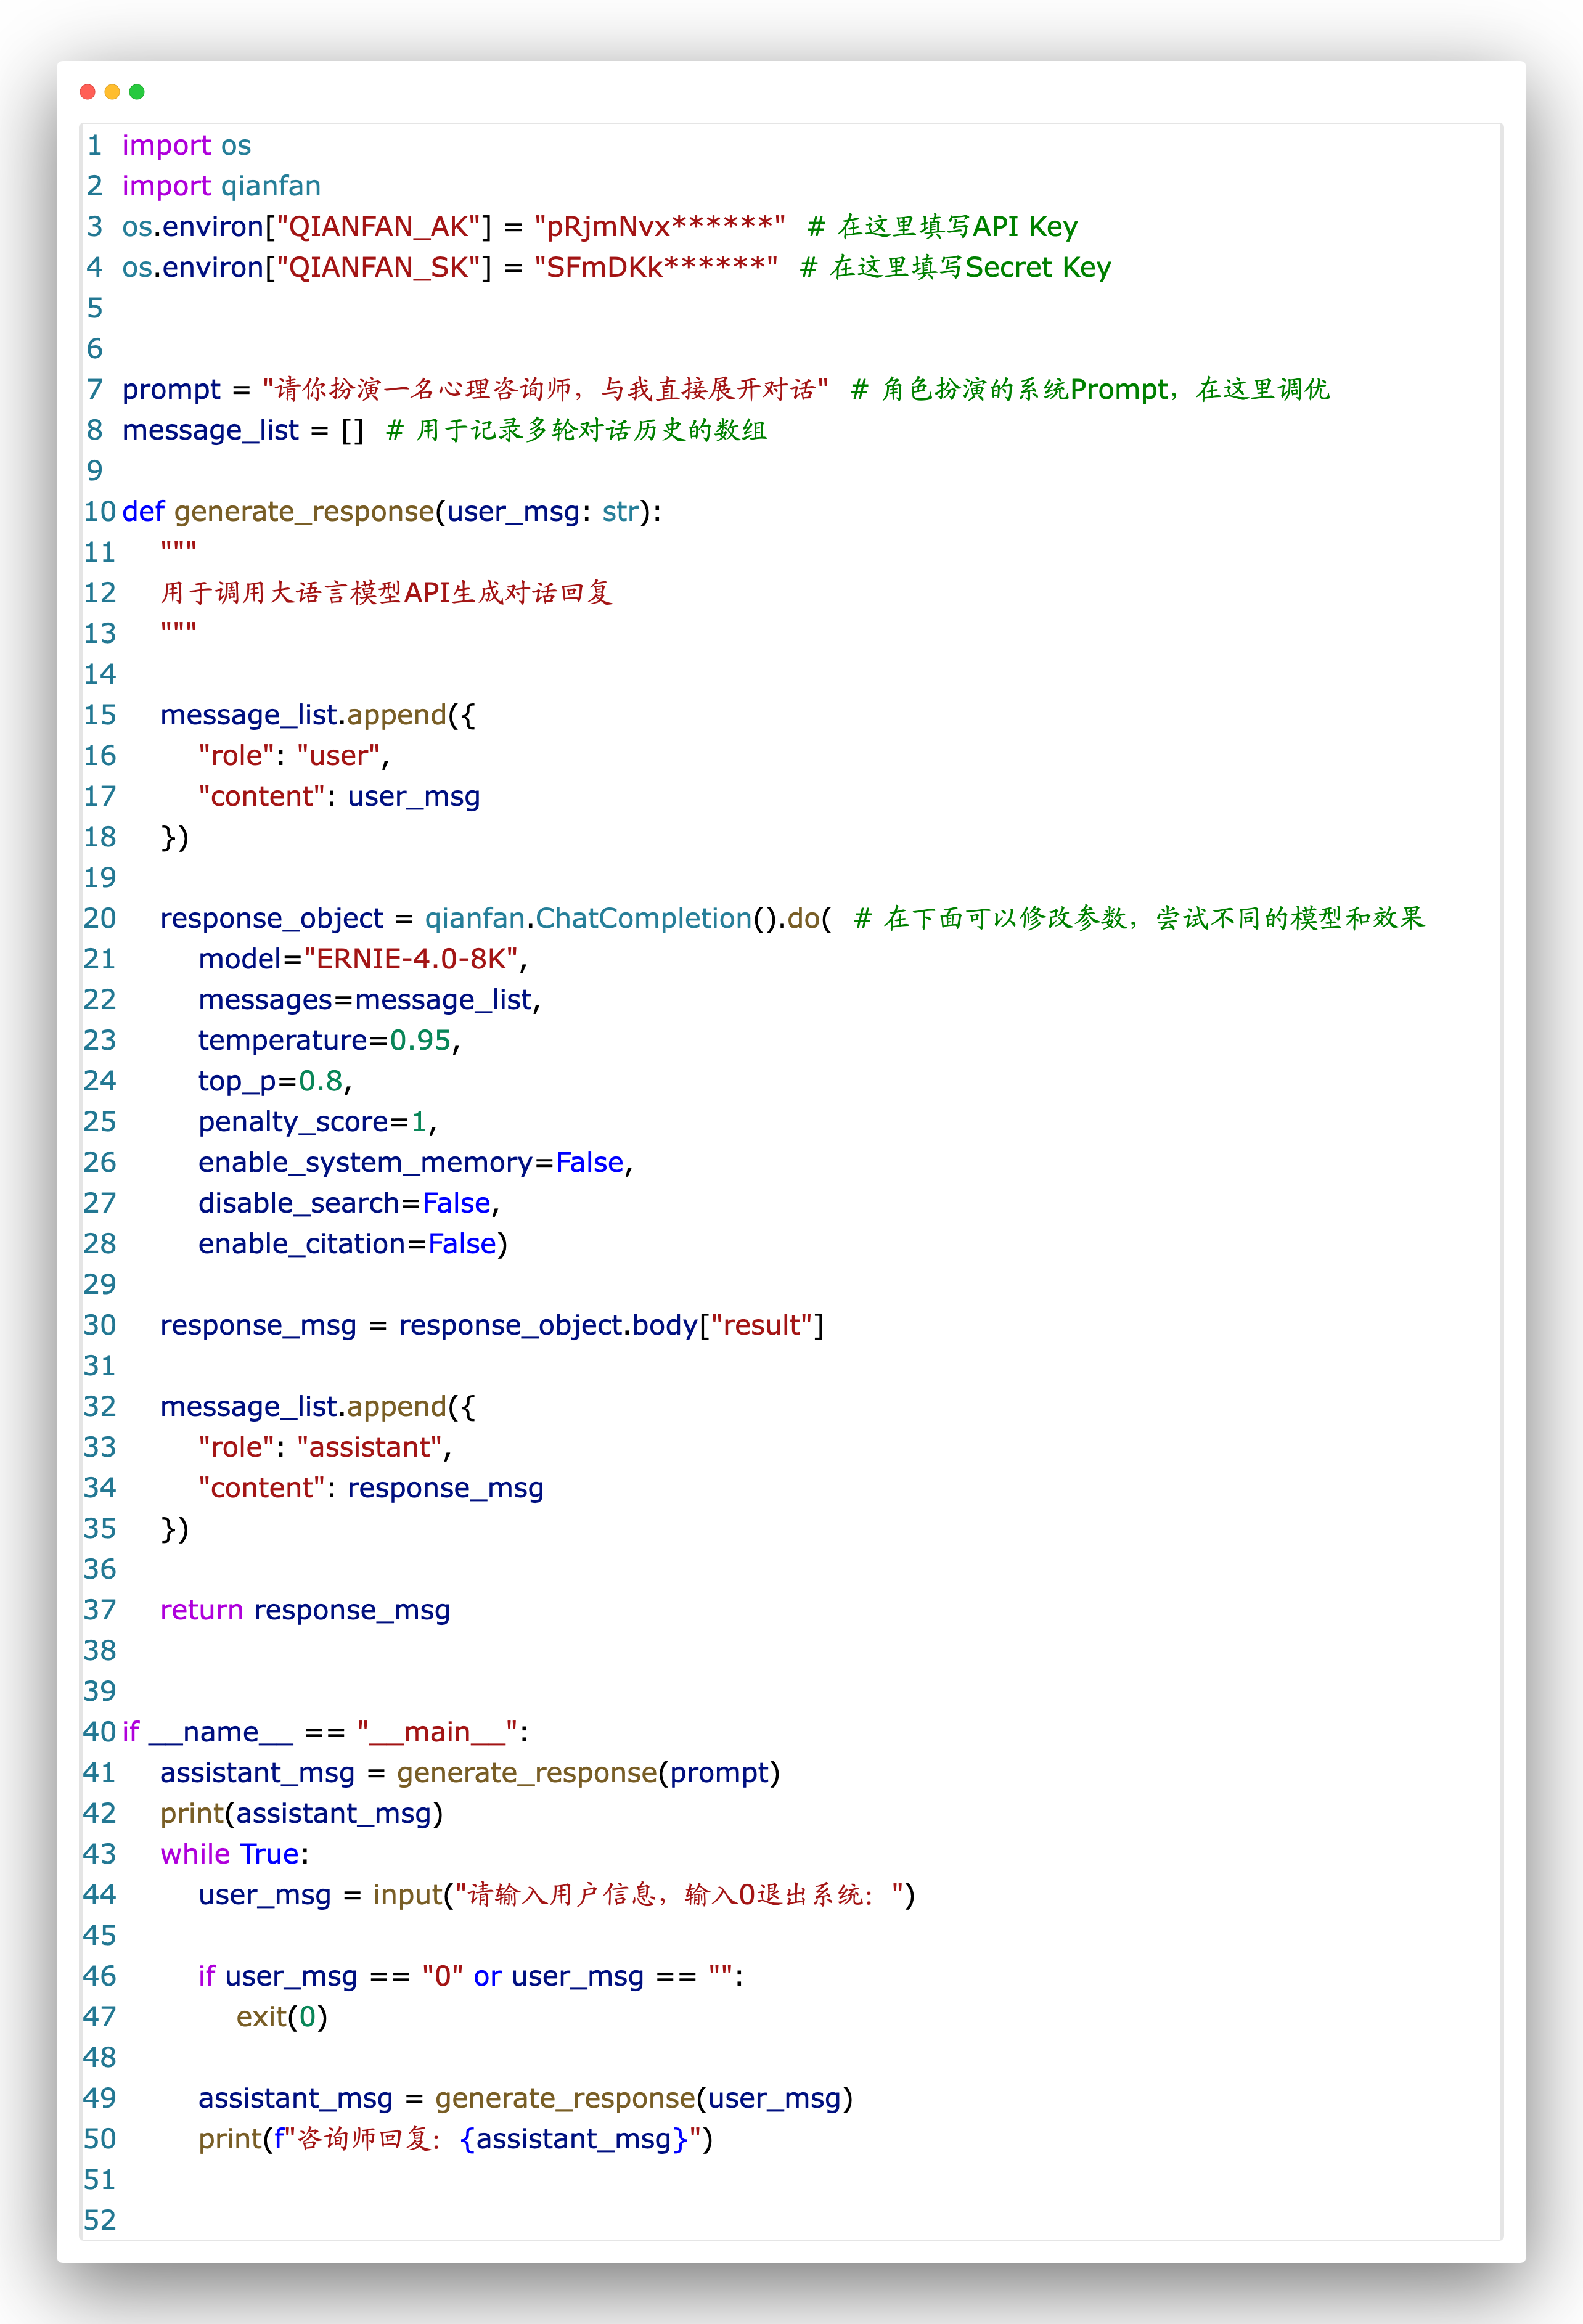 1 import os
2 import qianfan
3 os.environ["QIANFAN_AK"] = "pRjmNvx******"  # 在这里填写API Key
4 os.environ["QIANFAN_SK"] = "SFmDKk******"  # 在这里填写Secret Key
5
6
7 prompt = "请你扮演一名心理咨询师，与我直接展开对话"  # 角色扮演的系统Prompt，在这里调优
8 message_list = []  # 用于记录多轮对话历史的数组
9
10 def generate_response(user_msg: str):
11     """
12     用于调用大语言模型API生成对话回复
13     """
14
15     message_list.append({
16         "role": "user",
17         "content": user_msg
18     })
19
20     response_object = qianfan.ChatCompletion().do(  # 在下面可以修改参数，尝试不同的模型和效果
21         model="ERNIE-4.0-8K",
22         messages=message_list,
23         temperature=0.95,
24         top_p=0.8,
25         penalty_score=1,
26         enable_system_memory=False,
27         disable_search=False,
28         enable_citation=False)
29
30     response_msg = response_object.body["result"]
31
32     message_list.append({
33         "role": "assistant",
34         "content": response_msg
35     })
36
37     return response_msg
38
39
40 if __name__ == "__main__":
41     assistant_msg = generate_response(prompt)
42     print(assistant_msg)
43     while True:
44         user_msg = input("请输入用户信息，输入0退出系统：")
45
46         if user_msg == "0" or user_msg == "":
47             exit(0)
48
49         assistant_msg = generate_response(user_msg)
50         print(f"咨询师回复：{assistant_msg}")
51
52